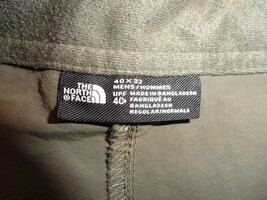 THE
NORTH
FACE
40 X 32
MENS/HOMMES
UPF MADE IN BANGLADESH
40+ FABRIQUÉ AU
BANGLADESH
REGULAR/NORMALE